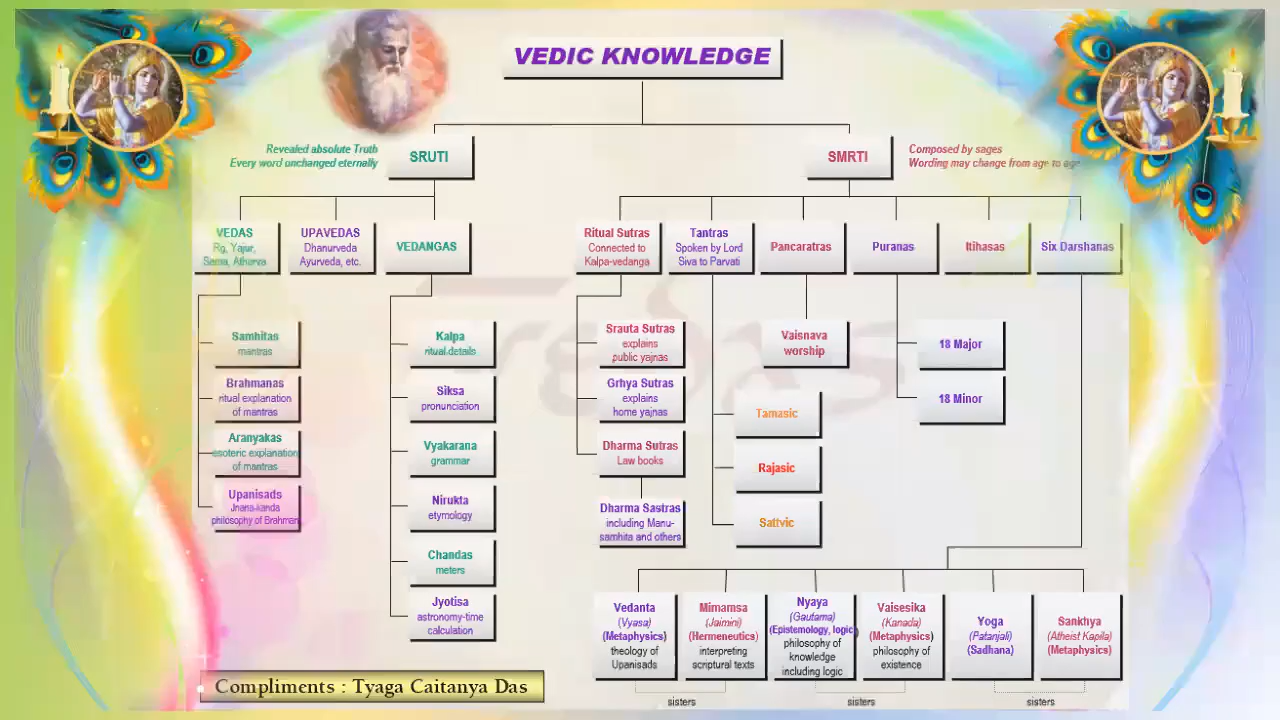 VEDIC KNOWLEDGE
Revealed absolute Truth
Every word unchanged eternally
SRUTI
SMRTI
Composed by sages
Wording may change from age to age
VEDAS
Rg, Yajur,
Sama, Atharva
UPAVEDAS
Dhanurveda
Ayurveda, etc.
VEDANGAS
Ritual Sutras
Connected to
Kalpa-vedanga
Tantras
Spoken by Lord
Siva to Parvati
Pancaratras
Puranas
Itihasas
Six Darshanas
Samhitas
mantras
Brahmanas
ritual explanation
of mantras
Aranyakas
esoteric explanation
of mantras
Upanisads
Jnana-kanda
philosophy of Brahman
Kalpa
ritual details
Siksa
pronunciation
Vyakarana
grammar
Nirukta
etymology
Chandas
meters
Jyotisa
astronomy-time
calculation
Srauta Sutras
explains
public yajnas
Grhya Sutras
explains
home yajnas
Dharma Sutras
Law books
Dharma Sastras
including Manu-
samhita and others
Vaisnava
worship
Tamasic
Rajasic
Sattvic
18 Major
18 Minor
Vedanta
(Vyasa)
(Metaphysics)
theology of
Upanisads
Mimamsa
(Jaimini)
(Hermeneutics)
interpreting
scriptural texts
Nyaya
(Gautama)
(Epistemology, logic)
philosophy of
knowledge
including logic
Vaisesika
(Kanada)
(Metaphysics)
philosophy of
existence
Yoga
(Patanjali)
(Sadhana)
Sankhya
(Atheist Kapila)
(Metaphysics)
sisters
sisters
sisters
Compliments : Tyaga Caitanya Das